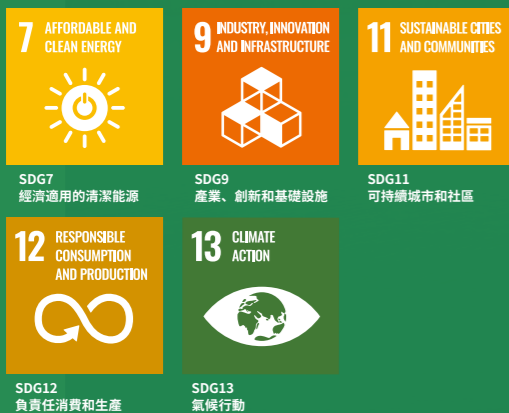 7 AFFORDABLE AND
CLEAN ENERGY
SDG7
經濟適用的清潔能源
9 INDUSTRY, INNOVATION
AND INFRASTRUCTURE
SDG9
產業、創新和基礎設施
11 SUSTAINABLE CITIES
AND COMMUNITIES
SDG11
可持續城市和社區
12 RESPONSIBLE
CONSUMPTION
AND PRODUCTION
SDG12
負責任消費和生產
13 CLIMATE
ACTION
SDG13
氣候行動